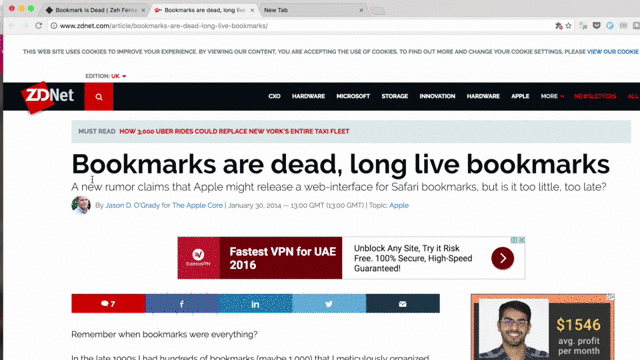 Bookmark is Dead | Zeh Ferna
Bookmarks are dead, long live
New Tab
www.zdnet.com/article/bookmarks-are-dead-long-live-bookmarks/
THIS WEB SITE USES COOKIES TO IMPROVE YOUR EXPERIENCE. BY VIEWING OUR CONTENT, YOU ARE ACCEPTING THE USE OF COOKIES. TO FIND OUT MORE AND CHANGE YOUR COOKIE SETTINGS, PLEASE VIEW OUR COOKIE
EDITION: UK
ZDNet
CXO HARDWARE MICROSOFT STORAGE INNOVATION HARDWARE APPLE MORE NEWSLETTERS ALL
MUST READ HOW 3,000 UBER RIDES COULD REPLACE NEW YORK'S ENTIRE TAXI FLEET
Bookmarks are dead, long live bookmarks
A new rumor claims that Apple might release a web-interface for Safari bookmarks, but is it too little, too late?
By Jason D. O'Grady for The Apple Core | January 30, 2014 -- 13:00 GMT (13:00 GMT) | Topic: Apple
Fastest VPN for UAE
2016
Unblock Any Site, Try it Risk
Free. 100% Secure, High-Speed
Guaranteed!
7
$1546
avg. profit
per month
Remember when bookmarks were everything?
In the late 1990s I had hundreds of bookmarks (maybe 1,000) that I meticulously organized